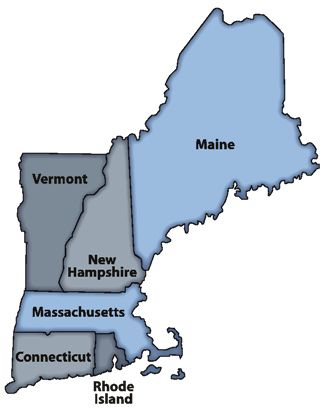 Maine
Vermont
New
Hampshire
Massachusetts
Connecticut
Rhode
Island